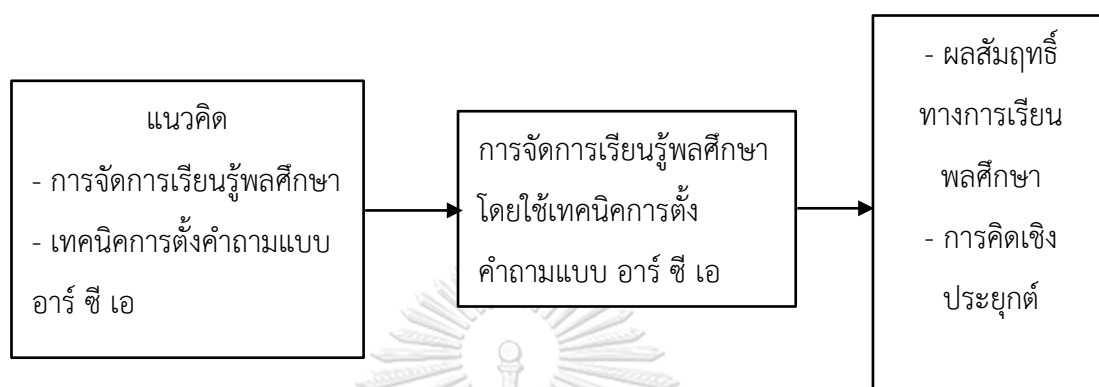 แนวคิด
- การจัดการเรียนรู้พลศึกษา
- เทคนิคการตั้งคำถามแบบ
อาร์ ซี เอ
การจัดการเรียนรู้พลศึกษา
โดยใช้เทคนิคการตั้ง
คำถามแบบ อาร์ ซี เอ
- ผลสัมฤทธิ์
ทางการเรียน
พลศึกษา
- การคิดเชิง
ประยุกต์